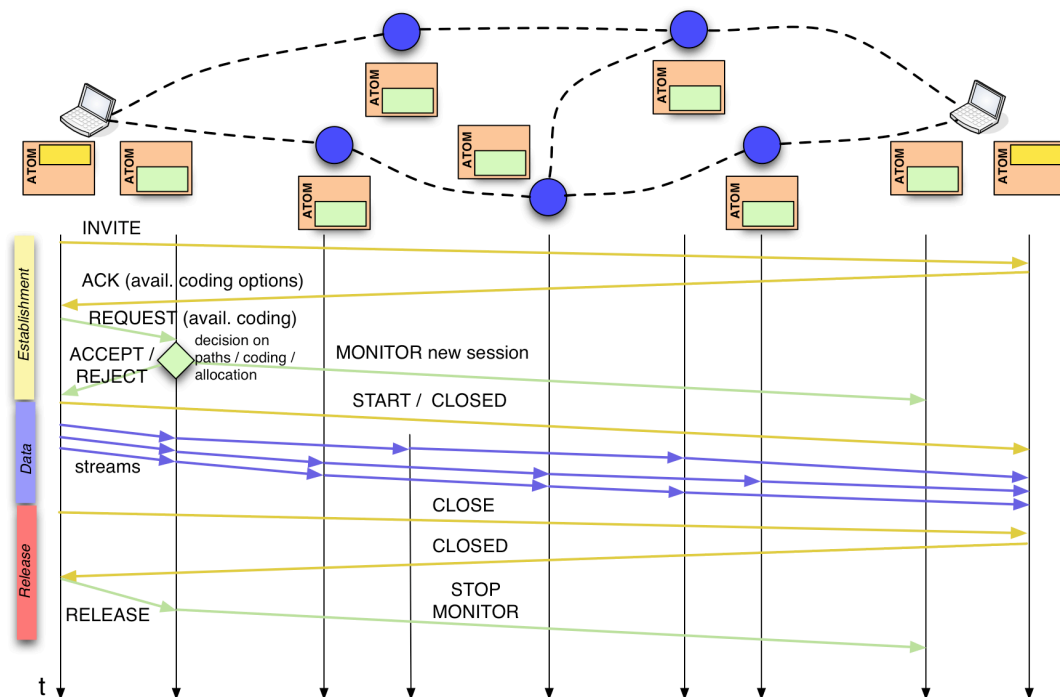 ATOM
ATOM
ATOM
ATOM
ATOM
ATOM
ATOM
ATOM
ATOM
INVITE
ACK (avail. coding options)
REQUEST (avail. coding)
decision on
paths / coding /
allocation
ACCEPT /
REJECT
MONITOR new session
START / CLOSED
streams
CLOSE
CLOSED
STOP
MONITOR
RELEASE
Establishment
Data
Release
t